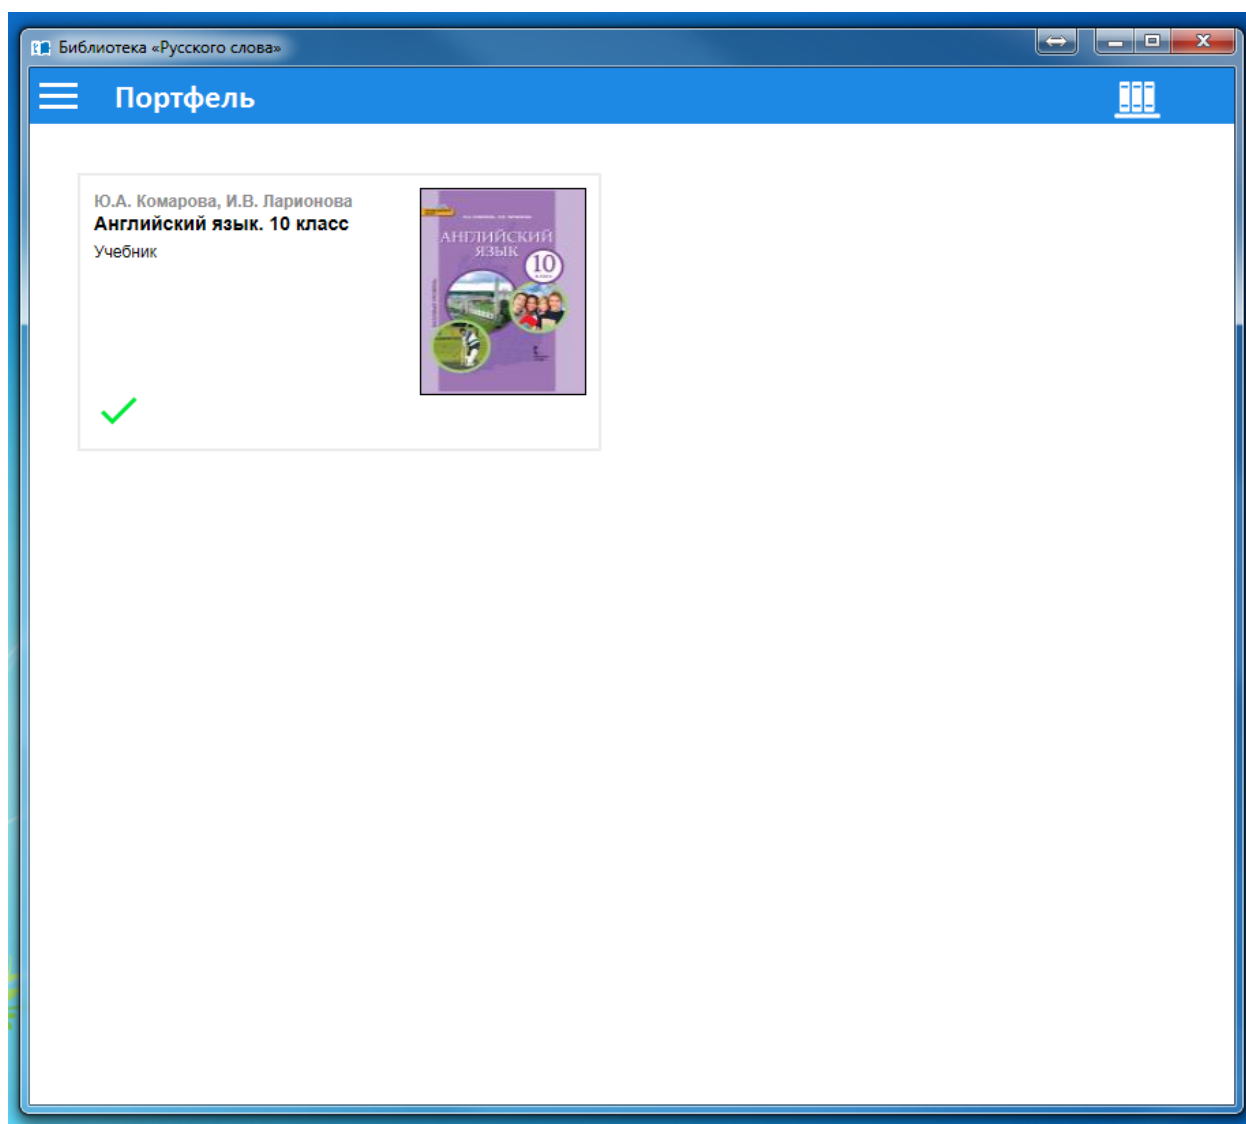 Библиотека «Русского слова»
Портфель
Ю.А. Комарова, И.В. Ларионова
Английский язык. 10 класс
Учебник
АНГЛИЙСКИЙ
ЯЗЫК
10